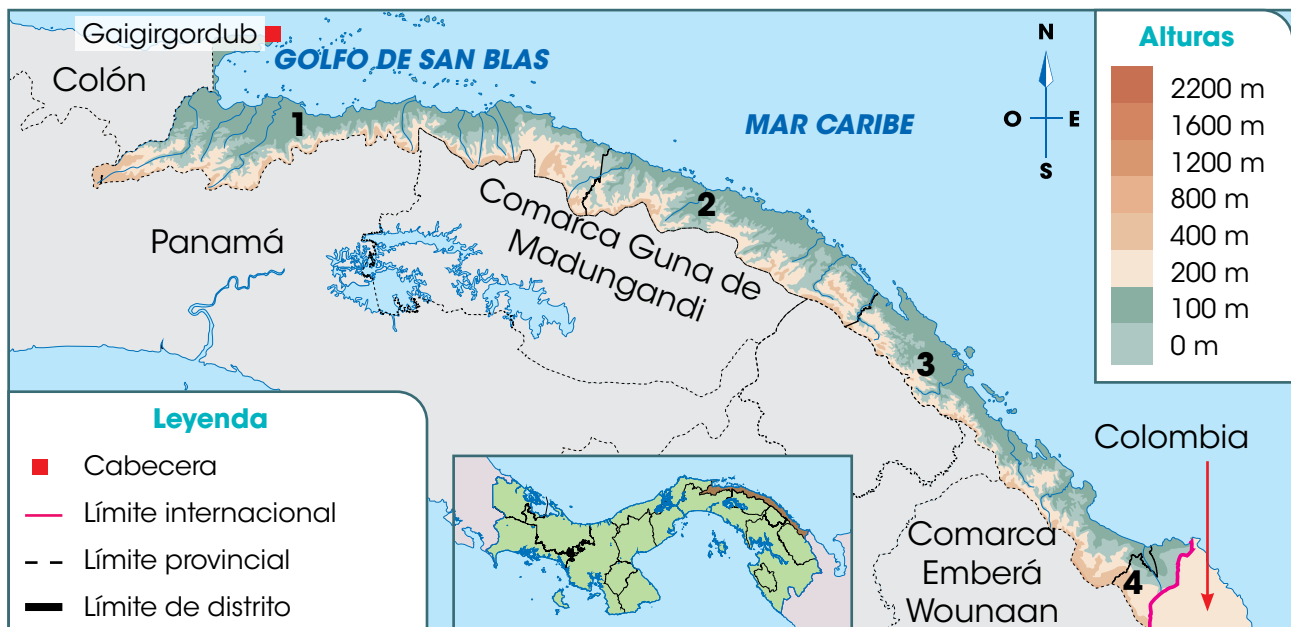 Gaigirgordub
Colón
GOLFO DE SAN BLAS
MAR CARIBE
N
O
E
S
Alturas
2200 m
1600 m
1200 m
800 m
400 m
200 m
100 m
0 m
1
2
3
4
Panamá
Comarca Guna de
Madungandi
Colombia
Comarca
Emberá
Wounaan
Leyenda
Cabecera
Límite internacional
Límite provincial
Límite de distrito